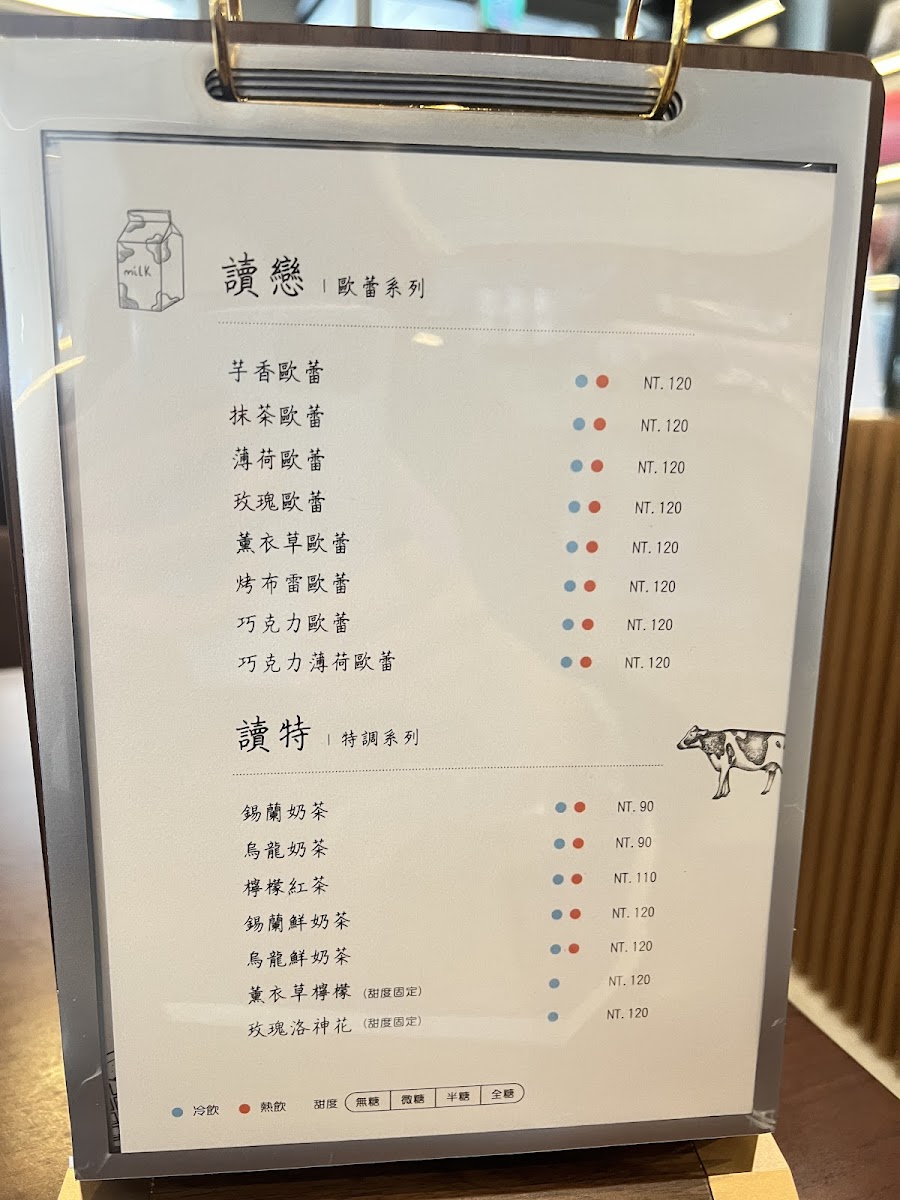 milk
讀戀 | 歐蕾系列
芋香歐蕾 NT. 120
抹茶歐蕾 NT. 120
薄荷歐蕾 NT. 120
玫瑰歐蕾 NT. 120
薰衣草歐蕾 NT. 120
烤布雷歐蕾 NT. 120
巧克力歐蕾 NT. 120
巧克力薄荷歐蕾 NT. 120
讀特 | 特調系列
錫蘭奶茶 NT. 90
烏龍奶茶 NT. 90
檸檬紅茶 NT. 110
錫蘭鮮奶茶 NT. 120
烏龍鮮奶茶 NT. 120
薰衣草檸檬 (甜度固定) NT. 120
玫瑰洛神花 (甜度固定) NT. 120
冷飲 熱飲 甜度 無糖 微糖 半糖 全糖